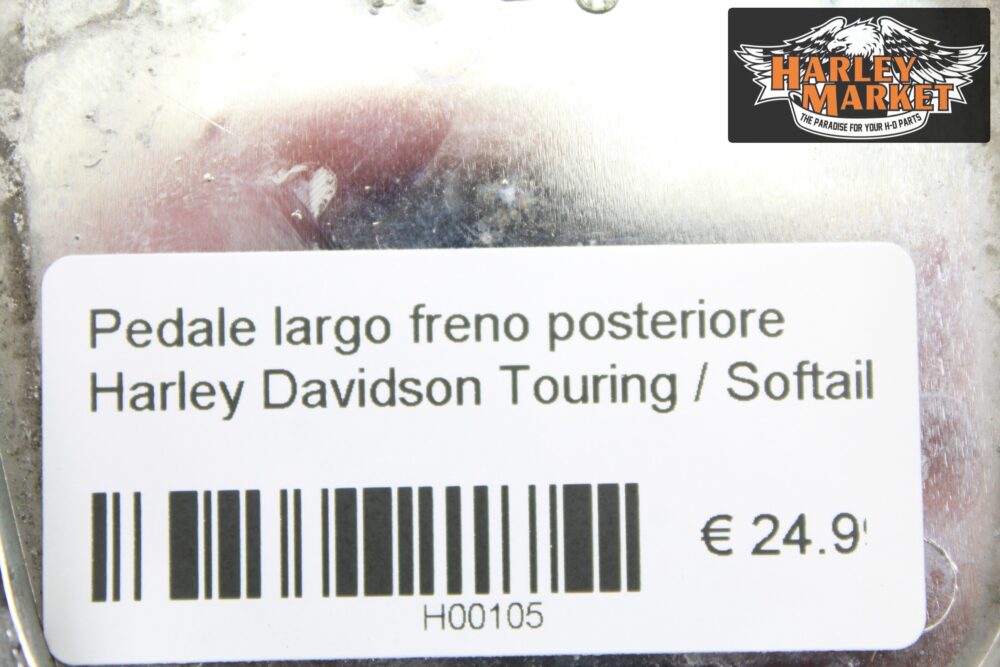 HARLEY
MARKET
THE PARADISE FOR YOUR H-D PARTS
Pedale largo freno posteriore
Harley Davidson Touring / Softail
€ 24.9
H00105